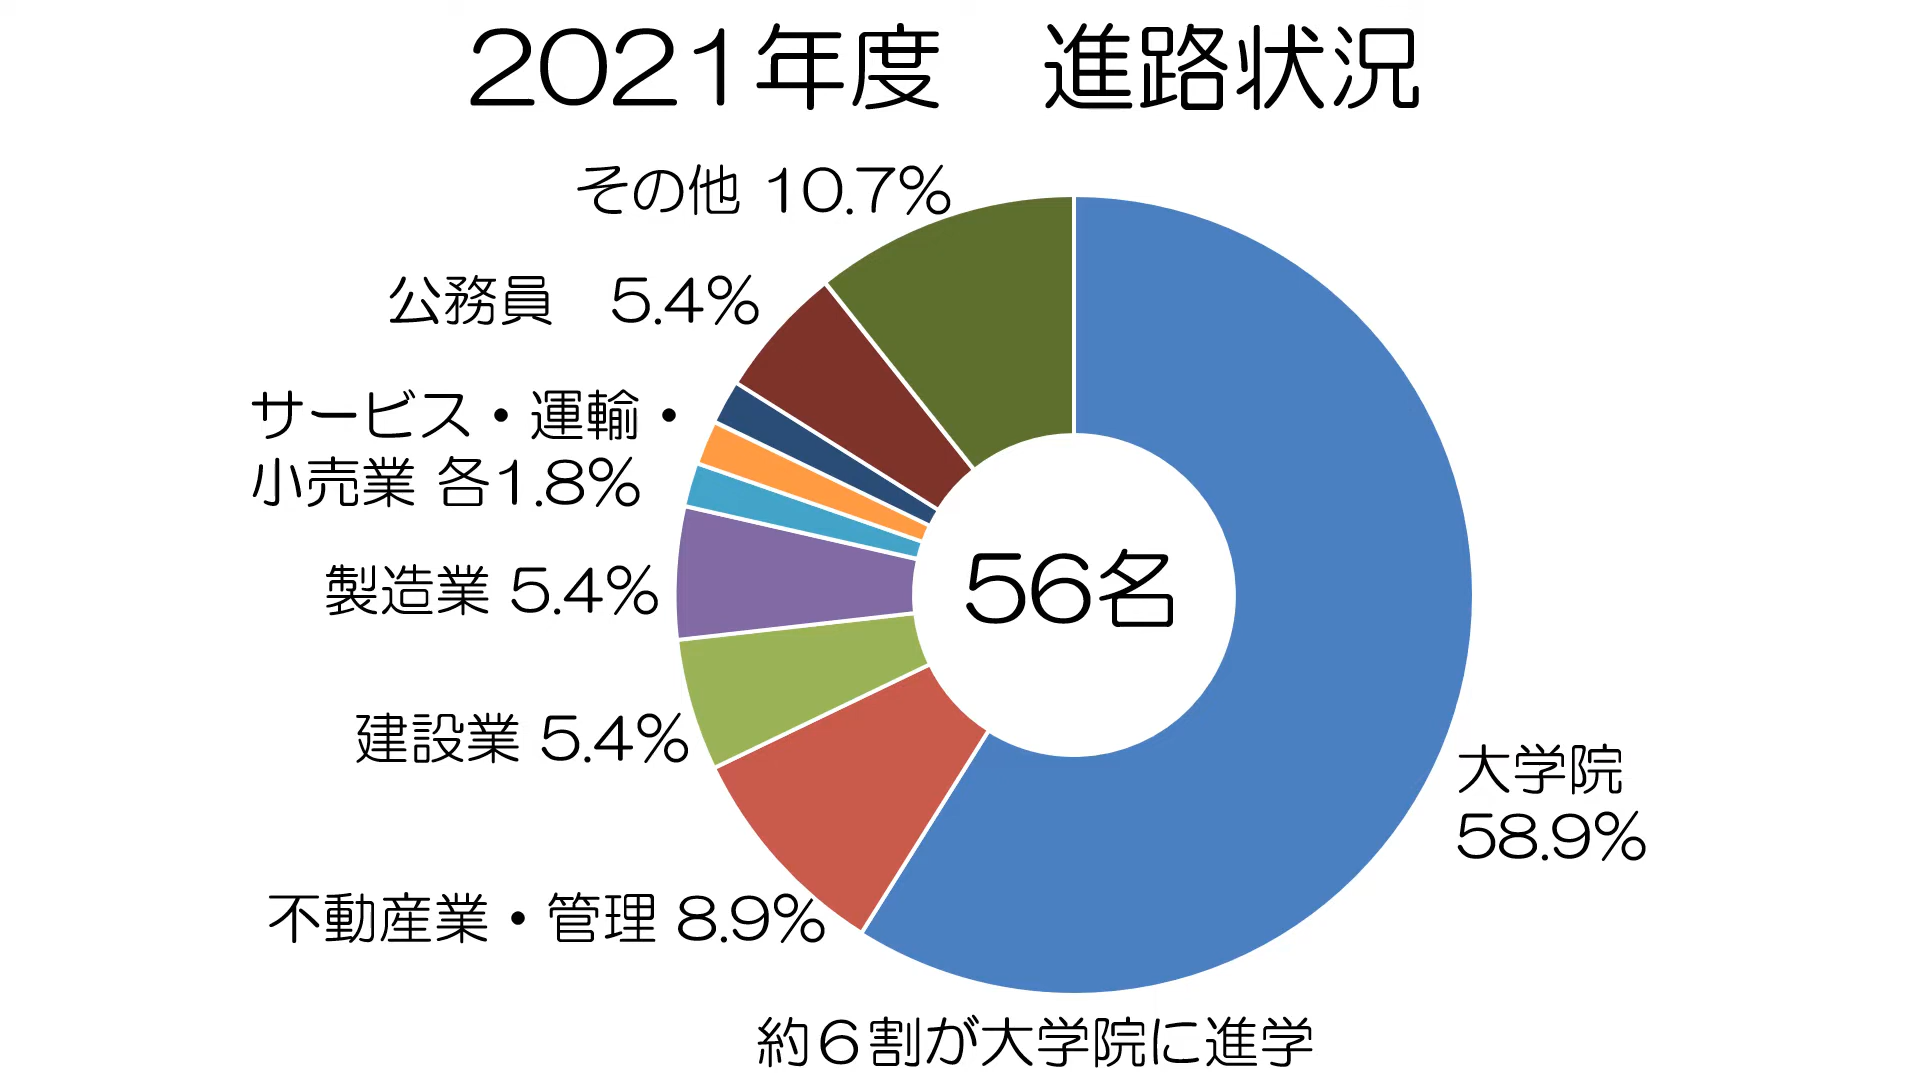 2021年度　進路状況
その他 10.7%
公務員　5.4%
サービス・運輸・
小売業 各1.8%
製造業 5.4%
建設業 5.4%
不動産業・管理 8.9%
56名
大学院
58.9%
約６割が大学院に進学